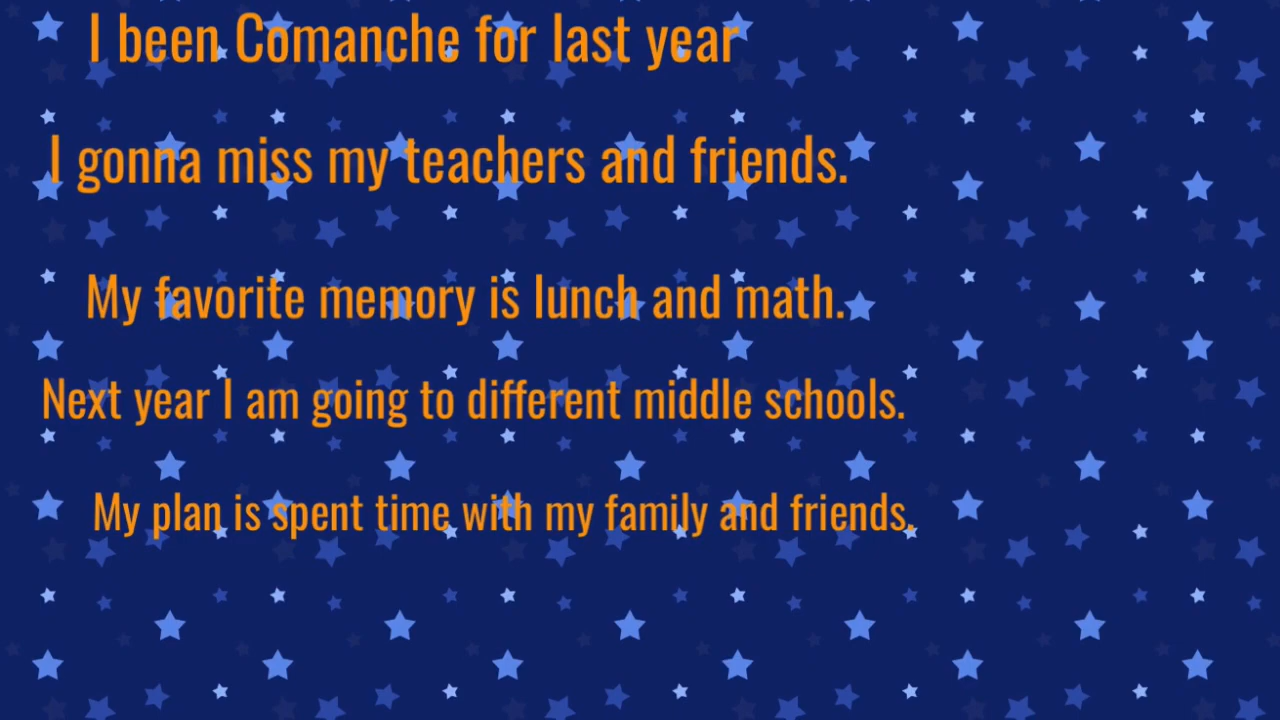 I been Comanche for last year
I gonna miss my teachers and friends.
My favorite memory is lunch and math.
Next year I am going to different middle schools.
My plan is spent time with my family and friends.